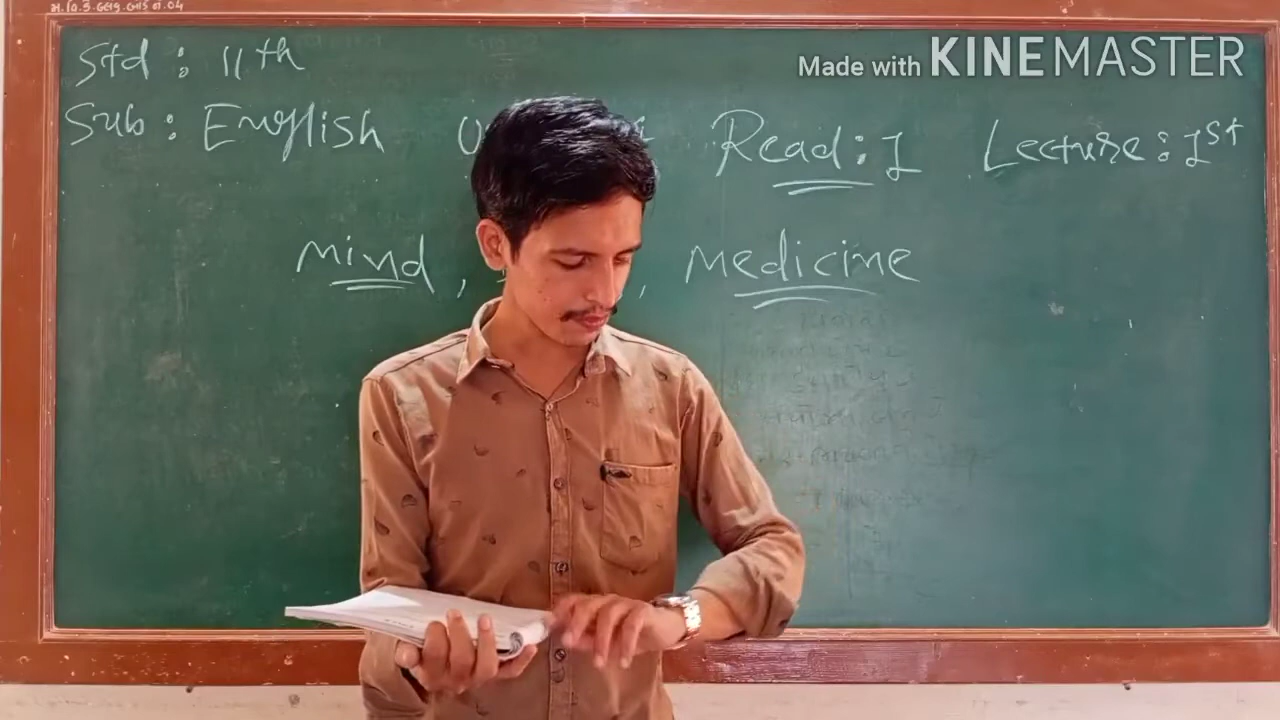 Made with KINEMASTER
Std : 11th
Sub : English Read : 1 Lecture : 1st
Mind , , Medicine